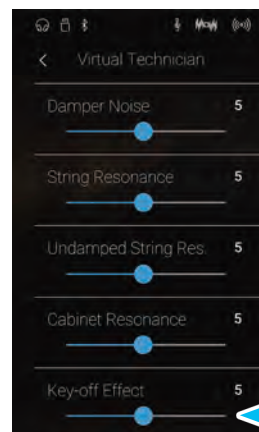 Virtual Technician
Damper Noise 5
String Resonance 5
Undamped String Res. 5
Cabinet Resonance 5
Key-off Effect 5